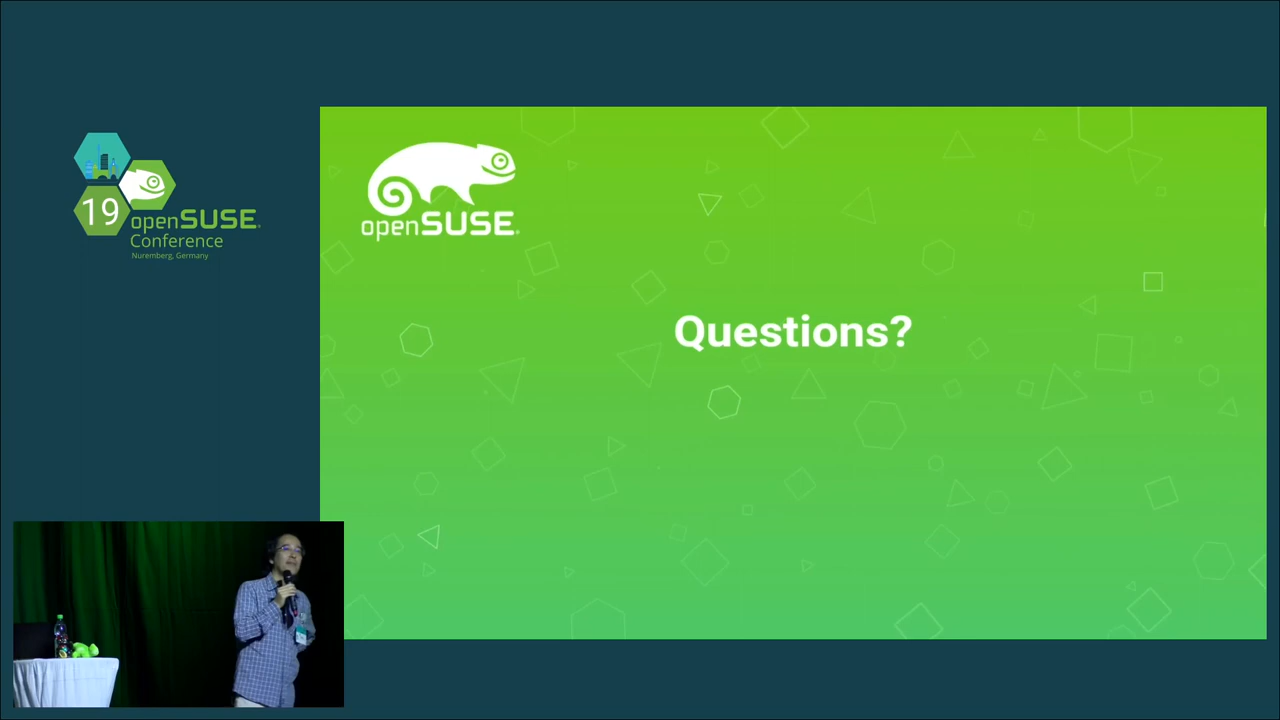 19
openSUSE
Conference
Nuremberg, Germany
openSUSE
Questions?